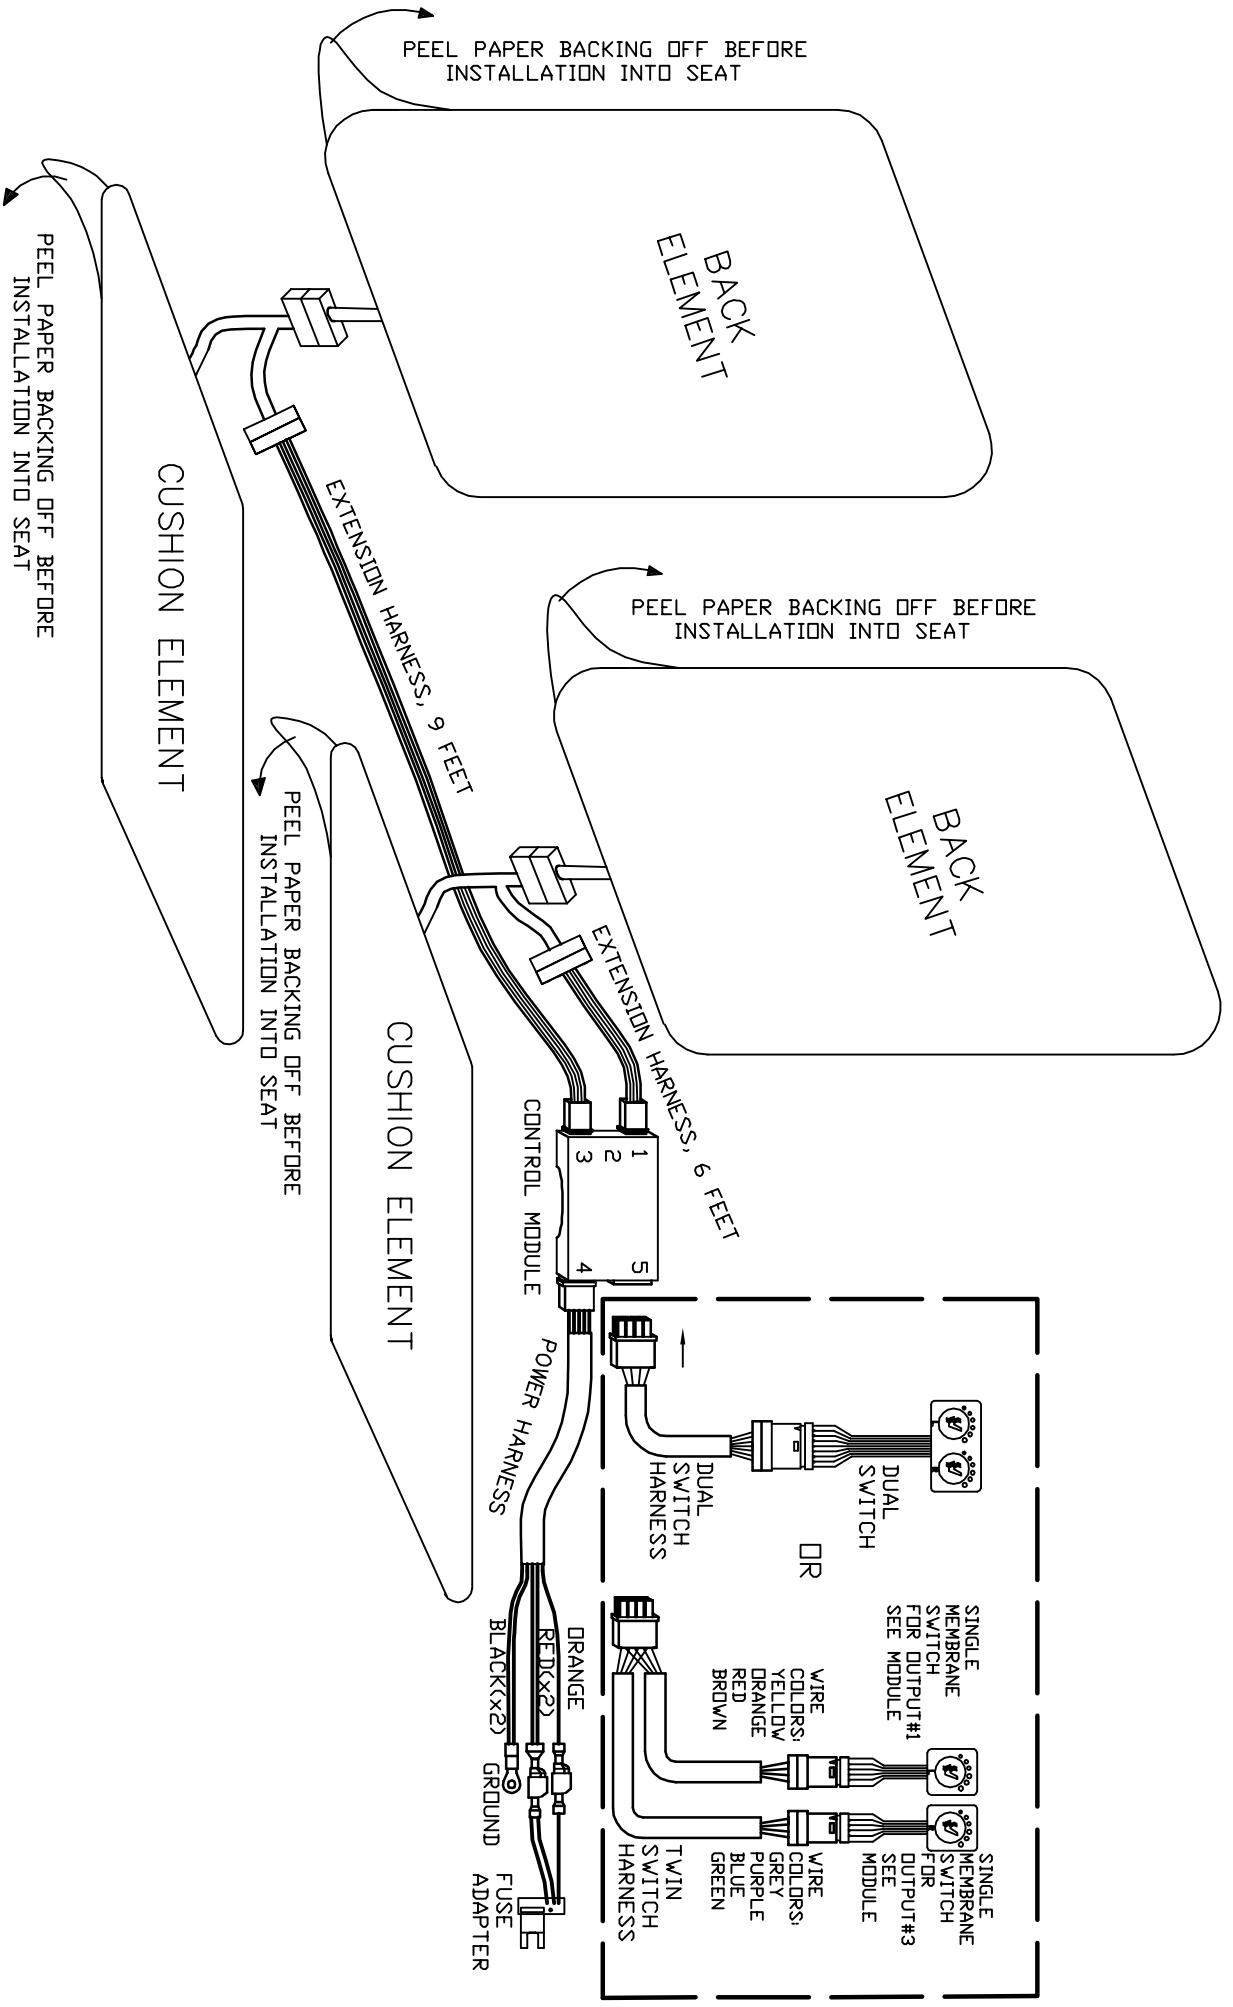 PEEL PAPER BACKING OFF BEFORE
INSTALLATION INTO SEAT
BACK
ELEMENT
PEEL PAPER BACKING OFF BEFORE
INSTALLATION INTO SEAT
CUSHION ELEMENT
EXTENSION HARNESS, 9 FEET
PEEL PAPER BACKING OFF BEFORE
INSTALLATION INTO SEAT
BACK
ELEMENT
PEEL PAPER BACKING OFF BEFORE
INSTALLATION INTO SEAT
CUSHION ELEMENT
EXTENSION HARNESS, 6 FEET
CONTROL MODULE
1
2
3
4
5
POWER HARNESS
DUAL
SWITCH
HARNESS
DUAL
SWITCH
OR
SINGLE
MEMBRANE
SWITCH
FOR OUTPUT#1
SEE MODULE
WIRE
COLORS:
YELLOW
ORANGE
RED
BROWN
SINGLE
MEMBRANE
SWITCH
FOR
OUTPUT#3
SEE
MODULE
WIRE
COLORS:
GREY
PURPLE
BLUE
GREEN
TWIN
SWITCH
HARNESS
ORANGE
RED(x2)
BLACK(x2)
GROUND
FUSE
ADAPTER